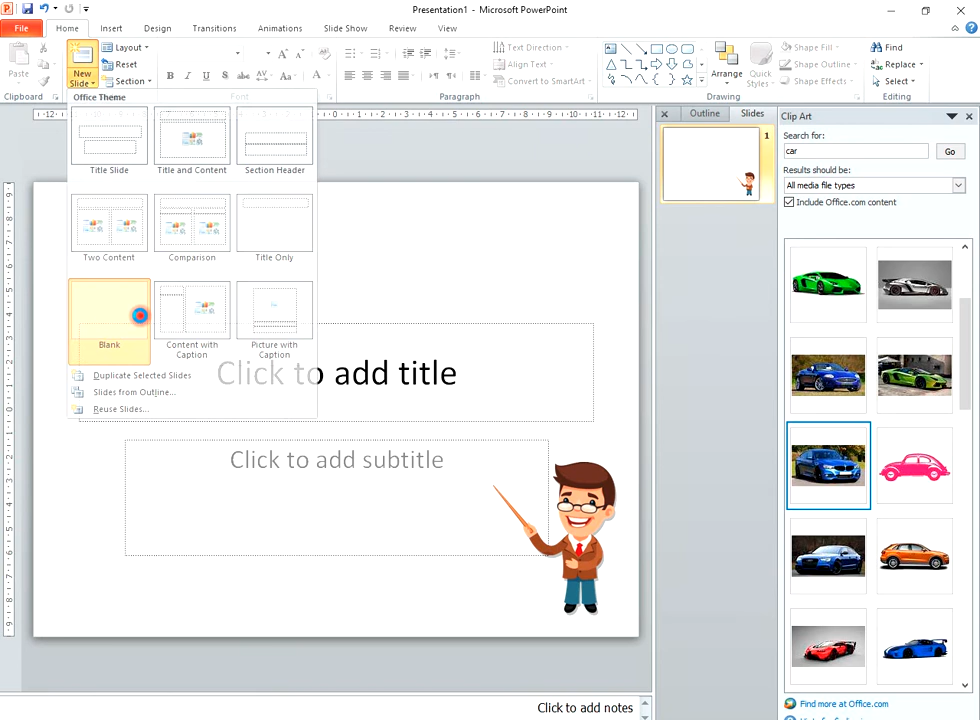 Presentation1 - Microsoft PowerPoint
File Home Insert Design Transitions Animations Slide Show Review View
Paste
New Slide
Layout
Reset
Section
B I U S abc AV Aa A
Text Direction
Align Text
Convert to SmartArt
Arrange
Quick Styles
Shape Fill
Shape Outline
Shape Effects
Find
Replace
Select
Clipboard Font Paragraph Drawing Editing
Office Theme
Title Slide Title and Content Section Header
Two Content Comparison Title Only
Blank Content with Caption Picture with Caption
Duplicate Selected Slides
Slides from Outline...
Reuse Slides...
Click to add title
Click to add subtitle
Click to add notes
Outline Slides
1
Clip Art
Search for:
car
Go
Results should be:
All media file types
Include Office.com content
Find more at Office.com